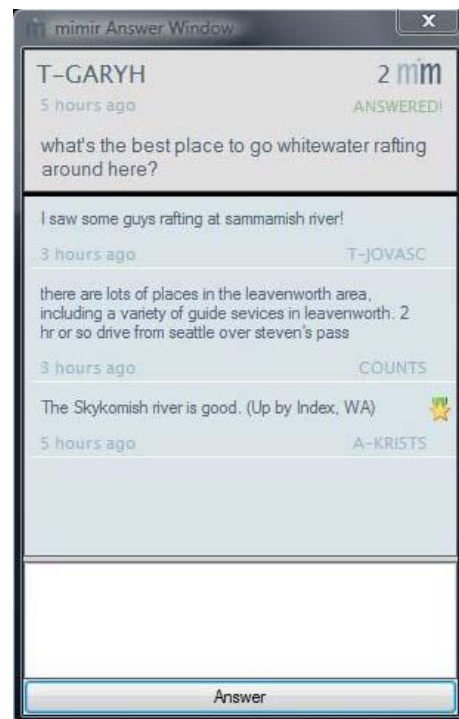 mimir Answer Window
X
T-GARYH
2 mim
5 hours ago
ANSWERED!
what's the best place to go whitewater rafting
around here?
I saw some guys rafting at sammamish river!
3 hours ago
T-JOVASC
there are lots of places in the leavenworth area,
including a variety of guide sevices in leavenworth. 2
hr or so drive from seattle over steven's pass
3 hours ago
COUNTS
The Skykomish river is good. (Up by Index, WA)
5 hours ago
A-KRISTS
Answer